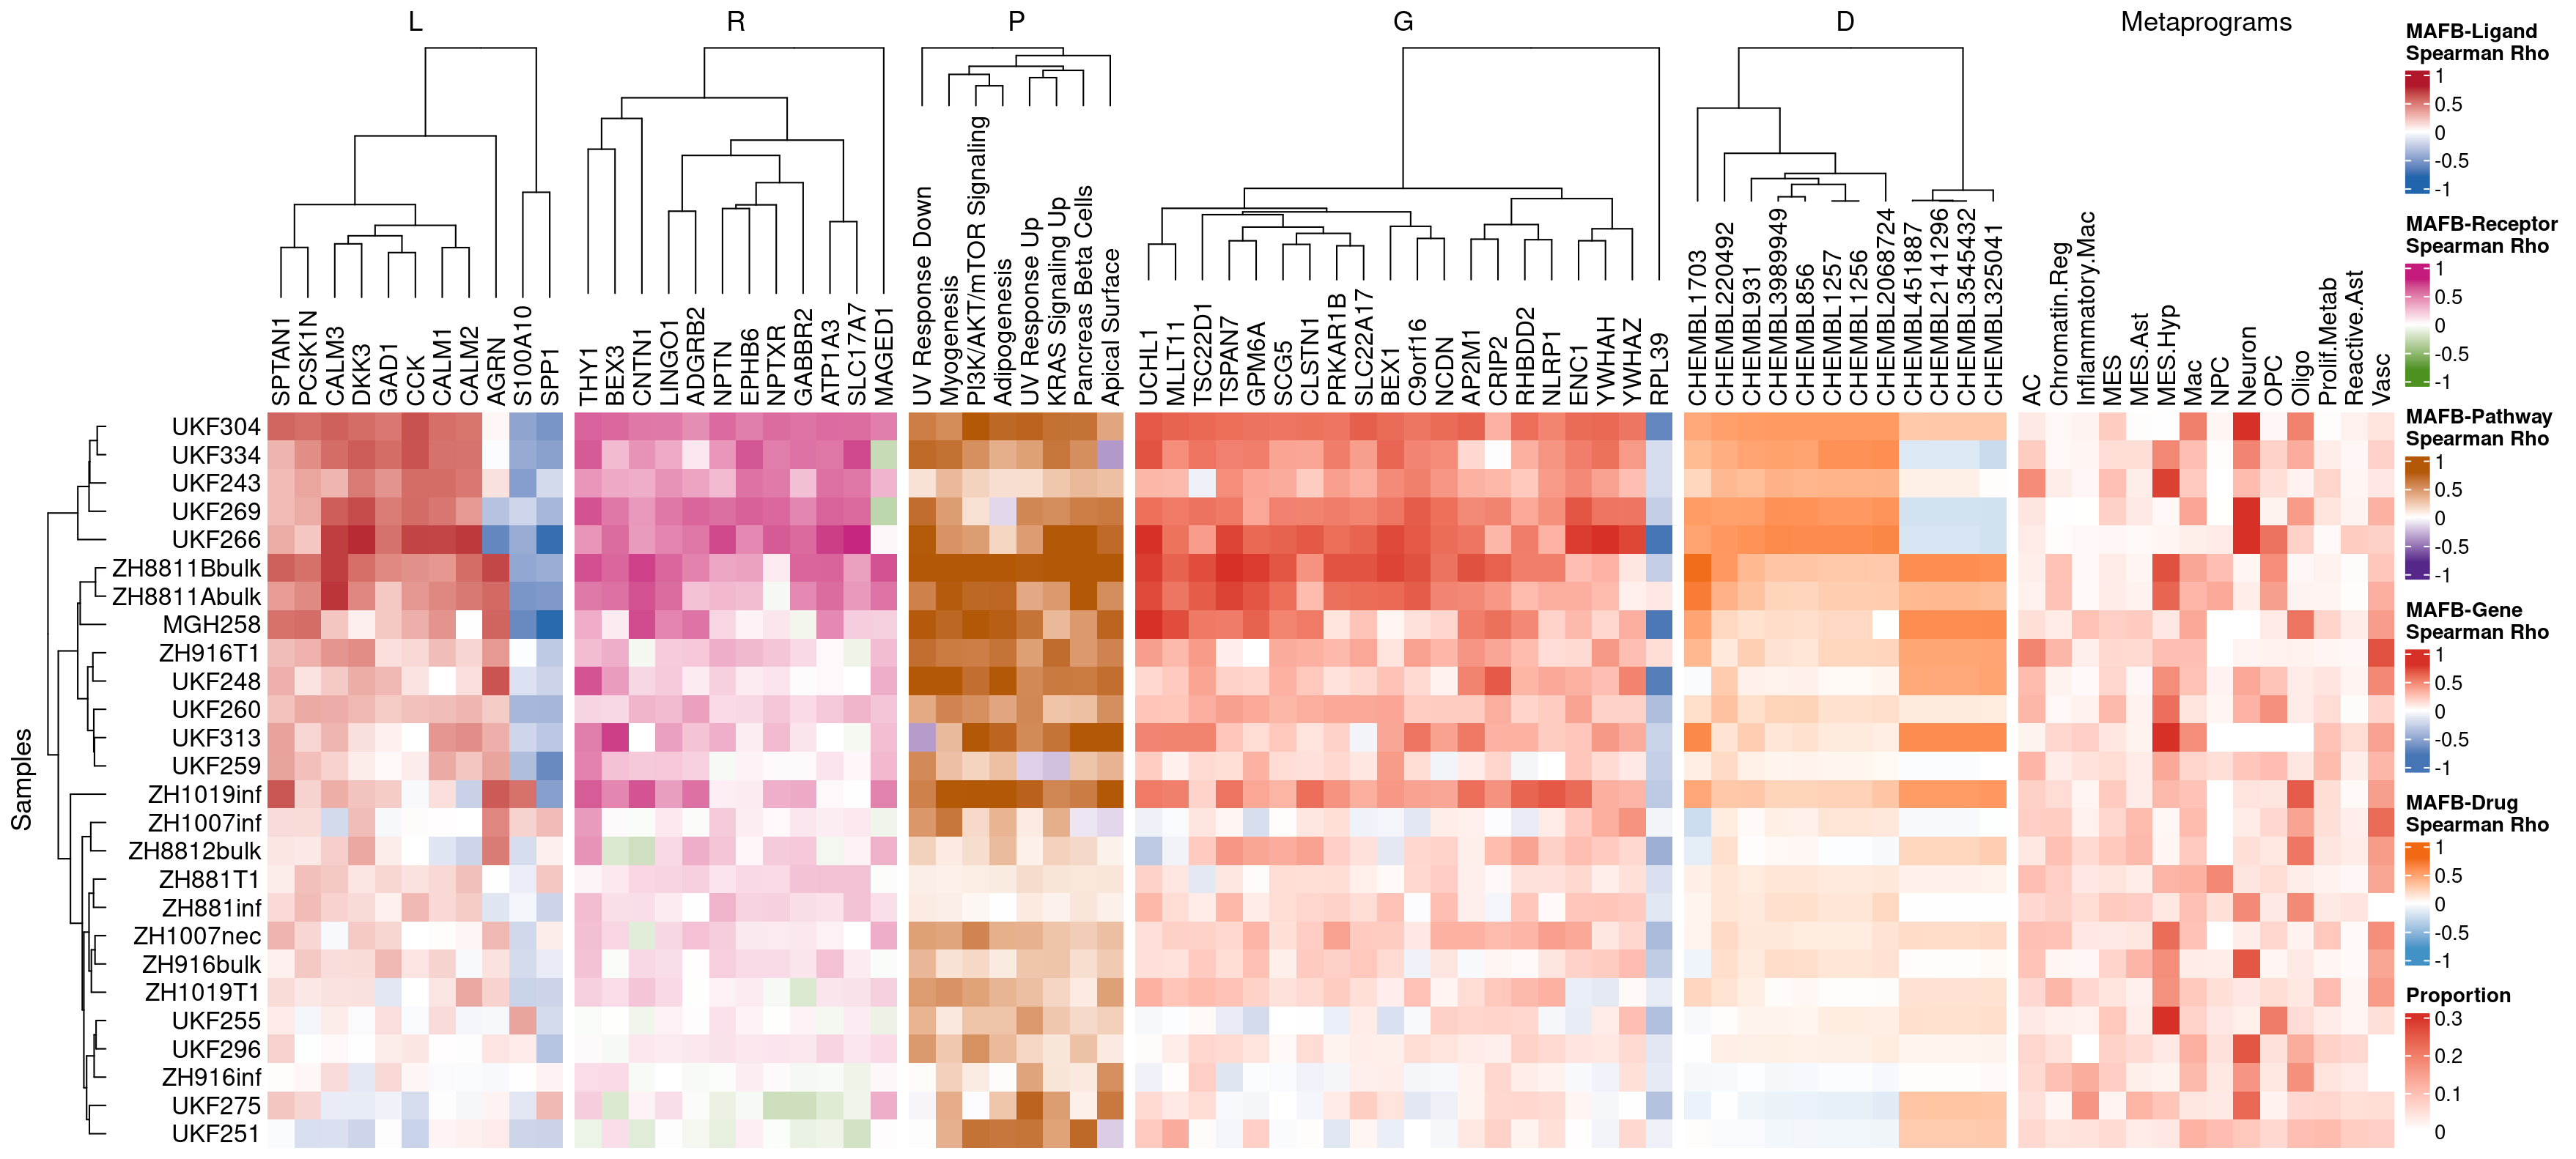 L R P G D Metaprograms
MAFB-Ligand
Spearman Rho
1
0.5
0
-0.5
-1
MAFB-Receptor
Spearman Rho
1
0.5
0
-0.5
-1
MAFB-Pathway
Spearman Rho
1
0.5
0
-0.5
-1
MAFB-Gene
Spearman Rho
1
0.5
0
-0.5
-1
MAFB-Drug
Spearman Rho
1
0.5
0
-0.5
-1
Proportion
0.3
0.2
0.1
0
SPTAN1
PCSK1N
CALM3
DKK3
GAD1
CCK
CALM1
CALM2
AGRN
S100A10
SPP1
THY1
BEX3
CNTN1
LINGO1
ADGRB2
NPTN
EPHB6
NPTXR
GABBR2
ATP1A3
SLC17A7
MAGED1
UV Response Down
Myogenesis
PI3K/AKT/mTOR Signaling
Adipogenesis
UV Response Up
KRAS Signaling Up
Pancreas Beta Cells
Apical Surface
UCHL1
MLLT11
TSC22D1
TSPAN7
GPM6A
SCG5
CLSTN1
PRKAR1B
SLC22A17
BEX1
C9orf16
NCDN
AP2M1
CRIP2
RHBDD2
NLRP1
ENC1
YWHAH
YWHAZ
RPL39
CHEMBL1703
CHEMBL220492
CHEMBL931
CHEMBL3989949
CHEMBL856
CHEMBL1257
CHEMBL1256
CHEMBL2068724
CHEMBL451887
CHEMBL2141296
CHEMBL3545432
CHEMBL325041
AC
Chromatin.Reg
Inflammatory.Mac
MES
MES.Ast
MES.Hyp
Mac
NPC
Neuron
OPC
Oligo
Prolif.Metab
Reactive.Ast
Vasc
Samples
UKF304
UKF334
UKF243
UKF269
UKF266
ZH8811Bbulk
ZH8811Abulk
MGH258
ZH916T1
UKF248
UKF260
UKF313
UKF259
ZH1019inf
ZH1007inf
ZH8812bulk
ZH881T1
ZH881inf
ZH1007nec
ZH916bulk
ZH1019T1
UKF255
UKF296
ZH916inf
UKF275
UKF251